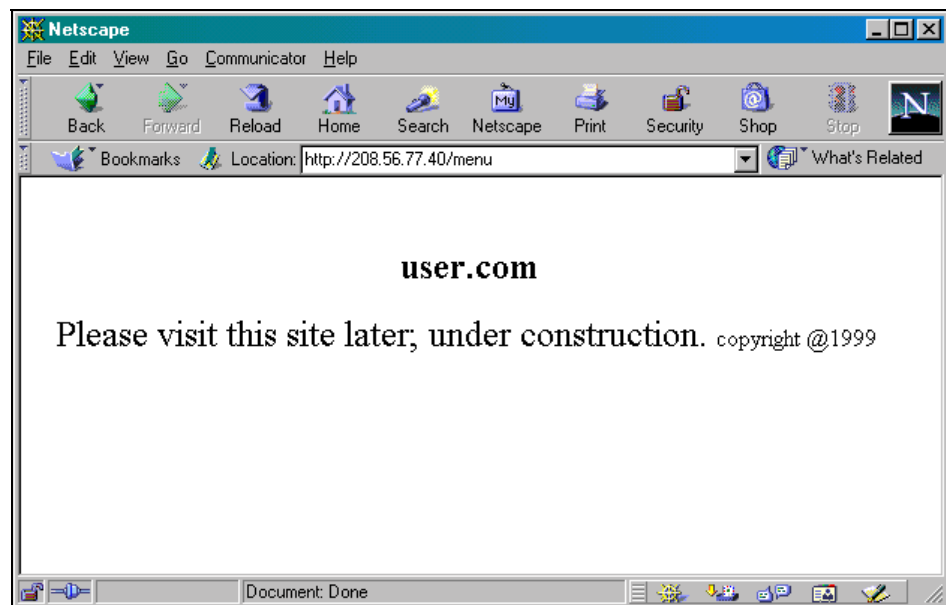 Netscape
File Edit View Go Communicator Help
My
N
Back Forward Reload Home Search Netscape Print Security Shop Stop
Bookmarks Location: http://208.56.77.40/menu What's Related
user.com
Please visit this site later; under construction. copyright @1999
Document: Done